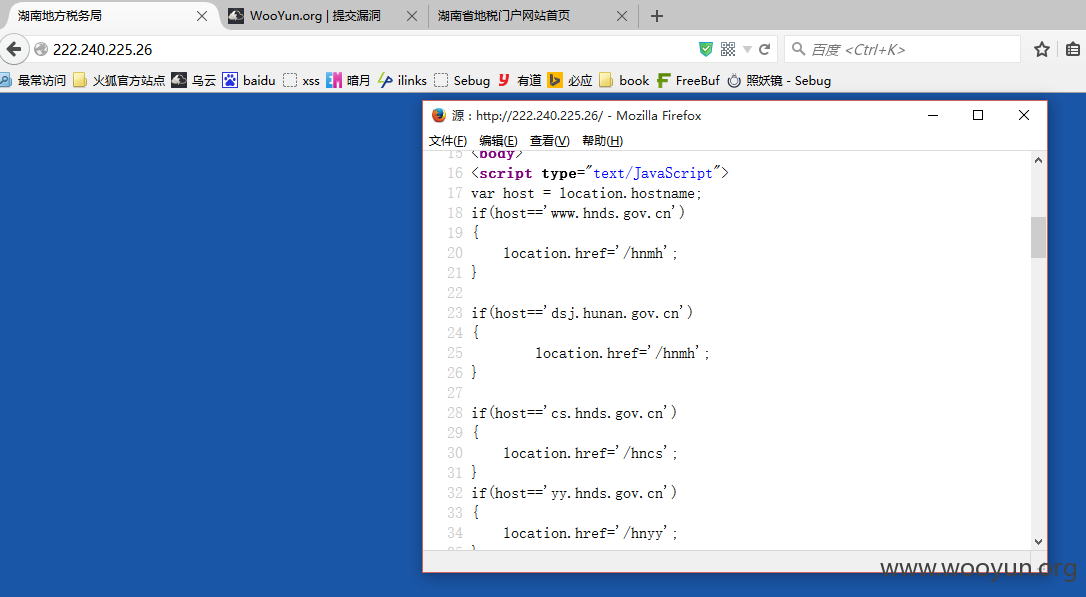 湖南地方税务局
WooYun.org | 提交漏洞
湖南省地税门户网站首页
222.240.225.26
百度 <Ctrl+K>
最常访问 火狐官方站点 乌云 baidu xss 暗月 ilinks Sebug 有道 必应 book FreeBuf 照妖镜 - Sebug
源 : http://222.240.225.26/ - Mozilla Firefox
文件(F) 编辑(E) 查看(V) 帮助(H)
15 <body>
16 <script type="text/JavaScript">
17 var host = location.hostname;
18 if(host=='www.hnds.gov.cn')
19 {
20     location.href='/hnmh';
21 }
22
23 if(host=='dsj.hunan.gov.cn')
24 {
25         location.href='/hnmh';
26 }
27
28 if(host=='cs.hnds.gov.cn')
29 {
30     location.href='/hncs';
31 }
32 if(host=='yy.hnds.gov.cn')
33 {
34     location.href='/hnyy';
35 }
www.wooyun.org